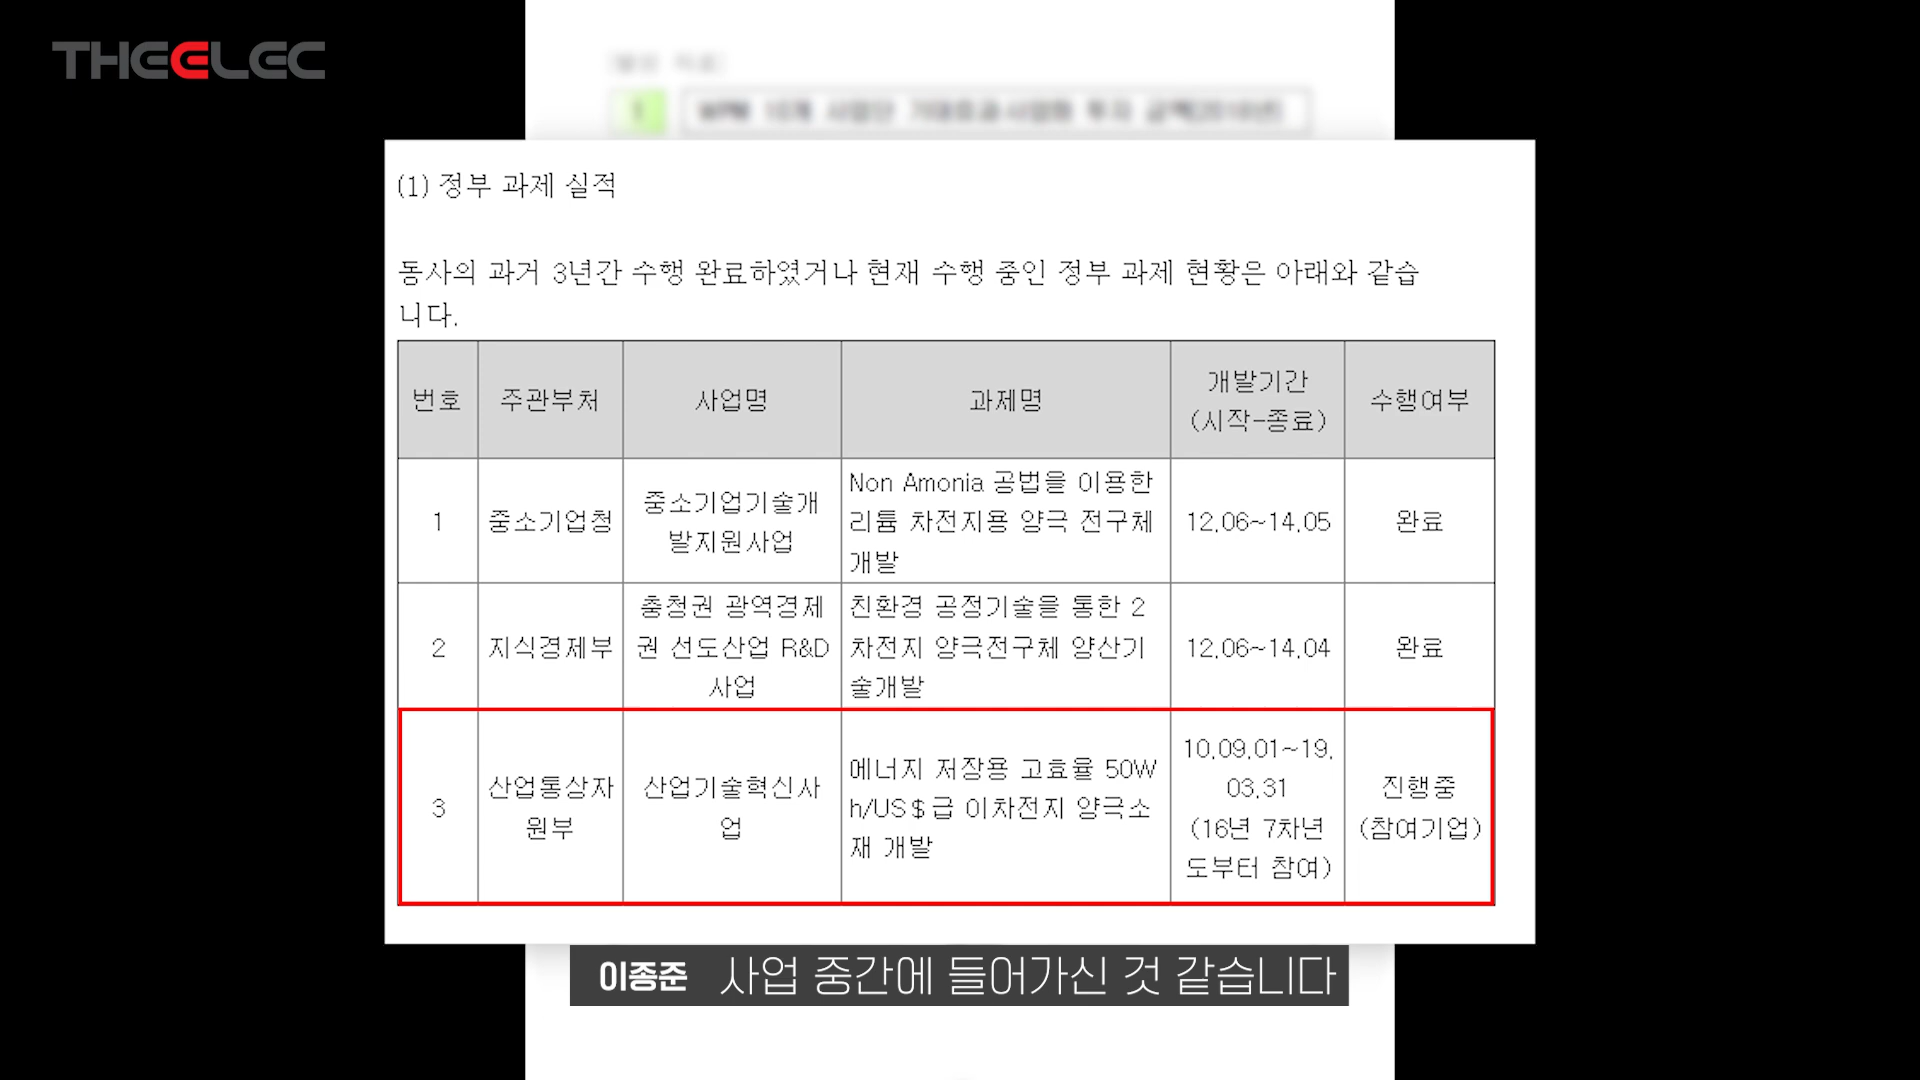 THEELEC
1
WPM 10개 사업단
(1) 정부 과제 실적
동사의 과거 3년간 수행 완료하였거나 현재 수행 중인 정부 과제 현황은 아래와 같습
니다.
번호 주관부처 사업명 과제명 개발기간 (시작-종료) 수행여부
1 중소기업청 중소기업기술개 발지원사업 Non Amonia 공법을 이용한 리튬 차전지용 양극 전구체 개발 12.06~14.05 완료
2 지식경제부 충청권 광역경제 권 선도산업 R&D 사업 친환경 공정기술을 통한 2 차전지 양극전구체 양산기 술개발 12.06~14.04 완료
3 산업통상자 원부 산업기술혁신사 업 에너지 저장용 고효율 50W h/US$급 이차전지 양극소 재 개발 10.09.01~19. 03.31 (16년 7차년 도부터 참여) 진행중 (참여기업)
이종준 사업 중간에 들어가신 것 같습니다